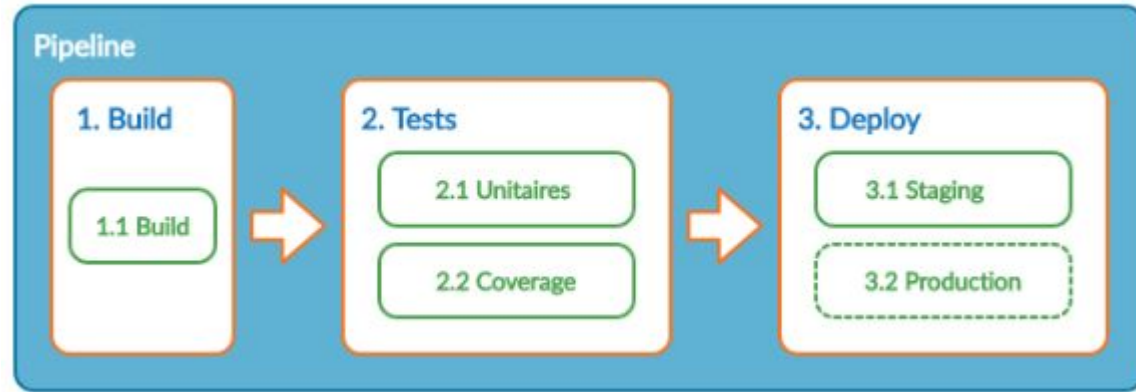 Pipeline
1. Build
1.1 Build
2. Tests
2.1 Unitaires
2.2 Coverage
3. Deploy
3.1 Staging
3.2 Production